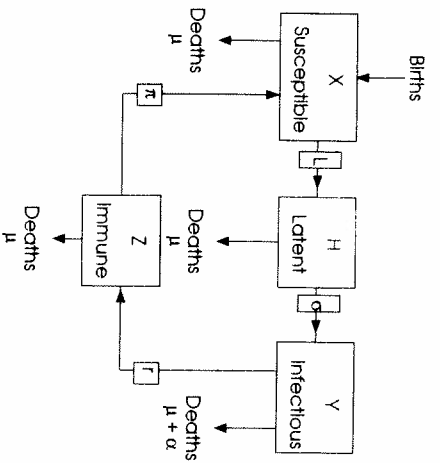 Births
X
Susceptible
L
H
Latent
σ
Y
Infectious
Deaths
μ
Deaths
μ
Deaths
μ + α
π
r
Z
Immune
Deaths
μ